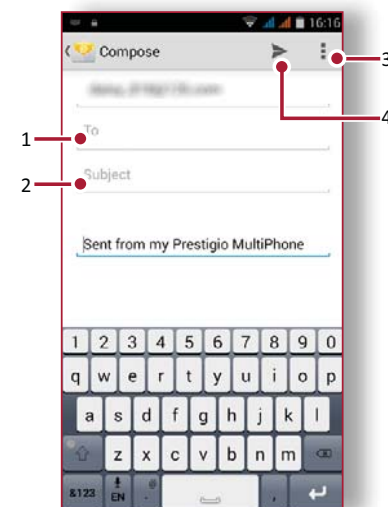 16:16
Compose
3
4
1
To
2
Subject
Sent from my Prestigio MultiPhone
1 2 3 4 5 6 7 8 9 0
q w e r t y u i o p
a s d f g h j k l
z x c v b n m
&123 EN . ,